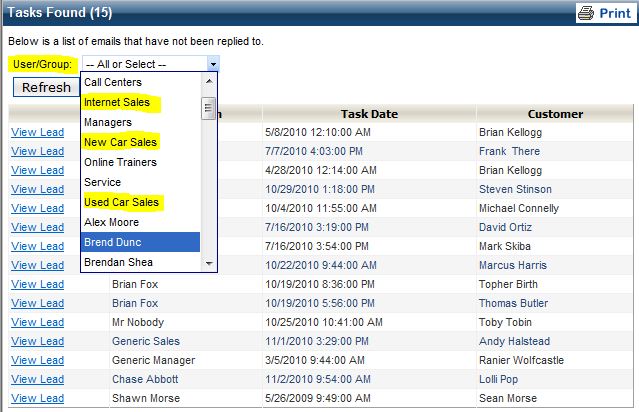 Tasks Found (15)
Print
Below is a list of emails that have not been replied to.
User/Group: -- All or Select --
Refresh
Call Centers
Internet Sales
Managers
New Car Sales
Online Trainers
Service
Used Car Sales
Alex Moore
Brend Dunc
Brendan Shea
Task Date Customer
View Lead 5/8/2010 12:10:00 AM Brian Kellogg
View Lead 7/7/2010 4:03:00 PM Frank There
View Lead 4/28/2010 12:14:00 AM Brian Kellogg
View Lead 10/29/2010 1:18:00 PM Steven Stinson
View Lead 10/4/2010 11:55:00 AM Michael Connelly
View Lead 7/16/2010 3:19:00 PM David Ortiz
View Lead 7/16/2010 3:54:00 PM Mark Skiba
View Lead 10/22/2010 9:44:00 AM Marcus Harris
View Lead Brian Fox 10/19/2010 8:36:00 PM Topher Birth
View Lead Brian Fox 10/19/2010 5:56:00 PM Thomas Butler
View Lead Mr Nobody 10/25/2010 10:41:00 AM Toby Tobin
View Lead Generic Sales 11/1/2010 3:29:00 PM Andy Halstead
View Lead Generic Manager 3/5/2010 9:44:00 AM Ranier Wolfcastle
View Lead Chase Abbott 11/2/2010 9:54:00 AM Lolli Pop
View Lead Shawn Morse 5/26/2009 9:49:00 AM Sean Morse